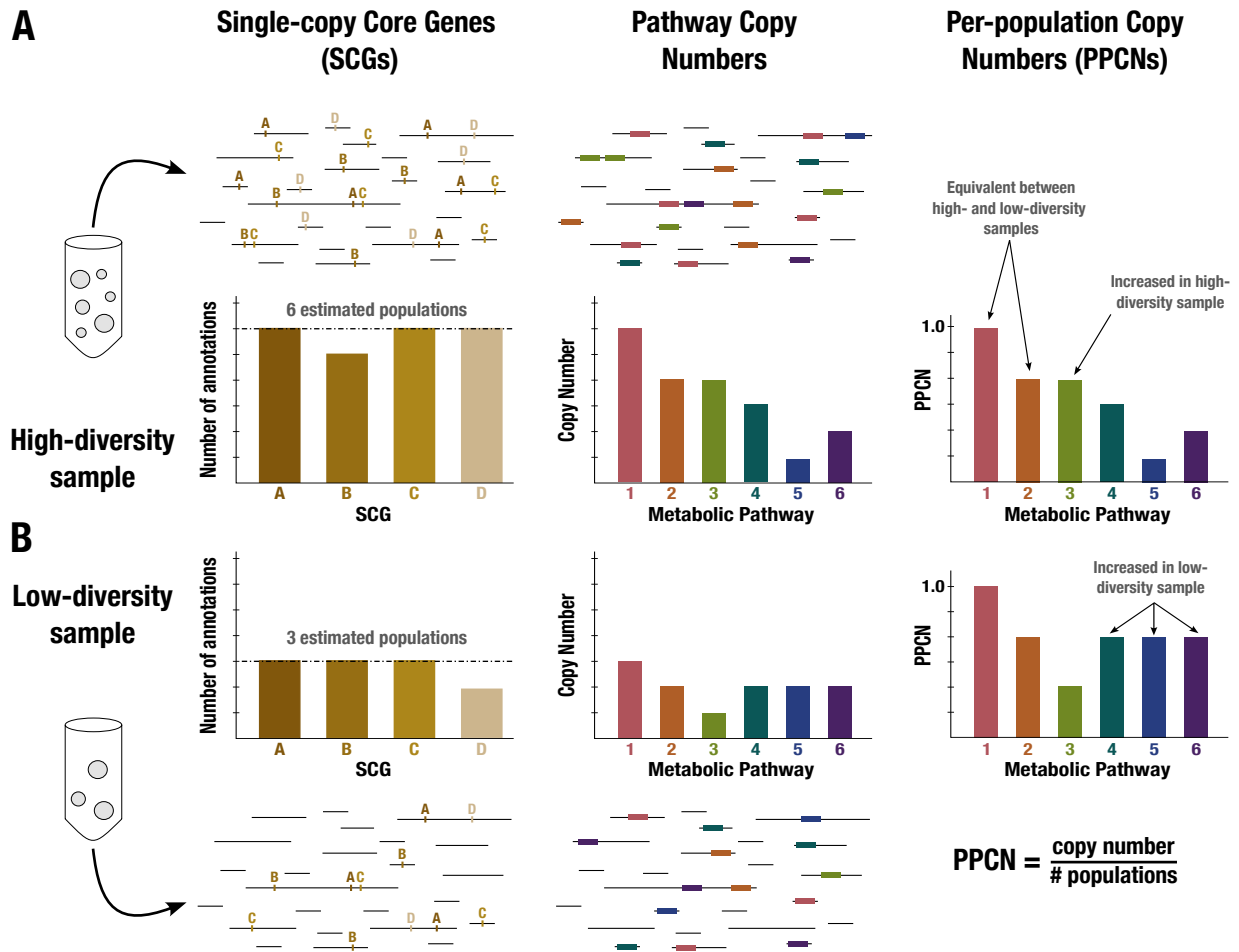 A
Single-copy Core Genes
(SCGs)
Pathway Copy
Numbers
Per-population Copy
Numbers (PPCNs)
A
D
C
A
D
C
B
D
A
D
B
B
A
C
A
C
D
B
C
D
A
C
B
High-diversity
sample
Number of annotations
6 estimated populations
A
B
C
D
SCG
Copy Number
1
2
3
4
5
6
Metabolic Pathway
Equivalent between
high- and low-diversity
samples
Increased in high-
diversity sample
PPCN
1.0
1
2
3
4
5
6
Metabolic Pathway
B
Low-diversity
sample
Number of annotations
3 estimated populations
A
B
C
D
SCG
Copy Number
1
2
3
4
5
6
Metabolic Pathway
Increased in low-
diversity sample
PPCN
1.0
1
2
3
4
5
6
Metabolic Pathway
A
D
B
B
A
C
C
D
A
C
B
PPCN = copy number
# populations